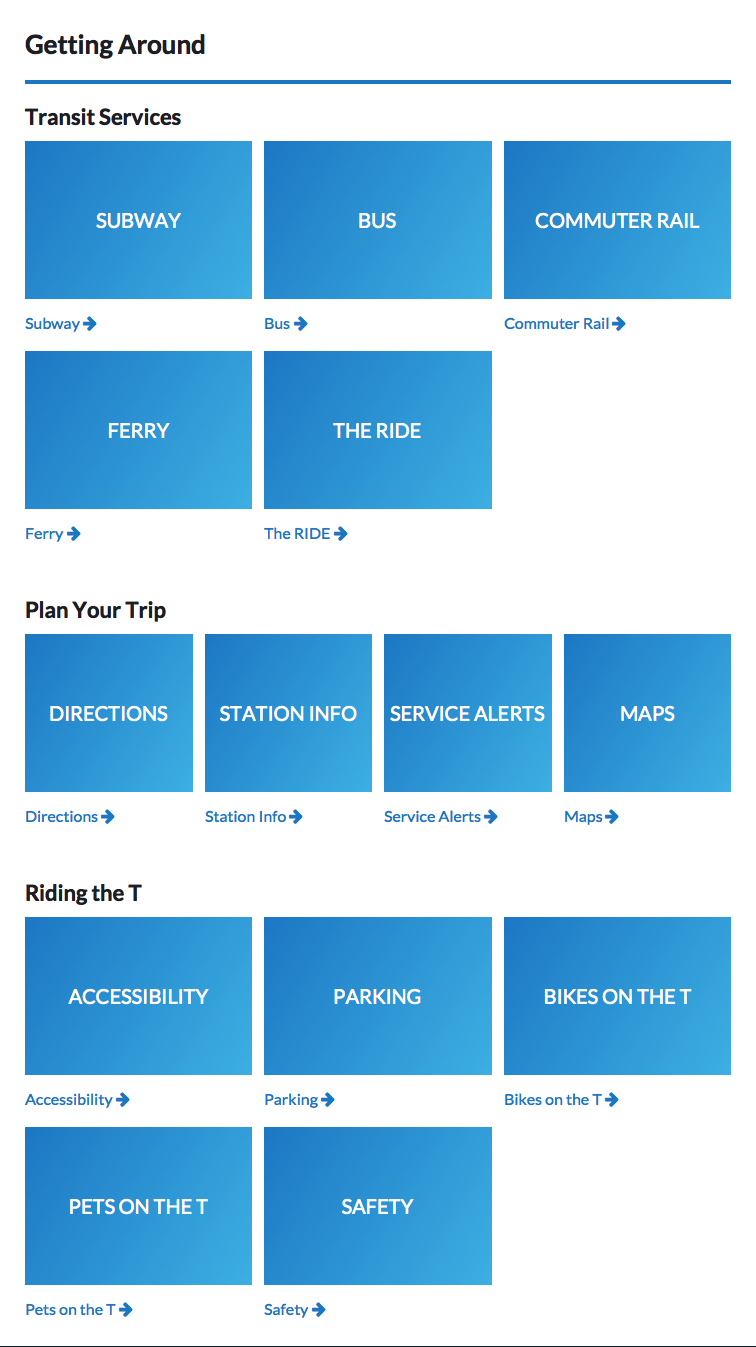 Getting Around
Transit Services
SUBWAY BUS COMMUTER RAIL
Subway Bus Commuter Rail
FERRY THE RIDE
Ferry The RIDE
Plan Your Trip
DIRECTIONS STATION INFO SERVICE ALERTS MAPS
Directions Station Info Service Alerts Maps
Riding the T
ACCESSIBILITY PARKING BIKES ON THE T
Accessibility Parking Bikes on the T
PETS ON THE T SAFETY
Pets on the T Safety